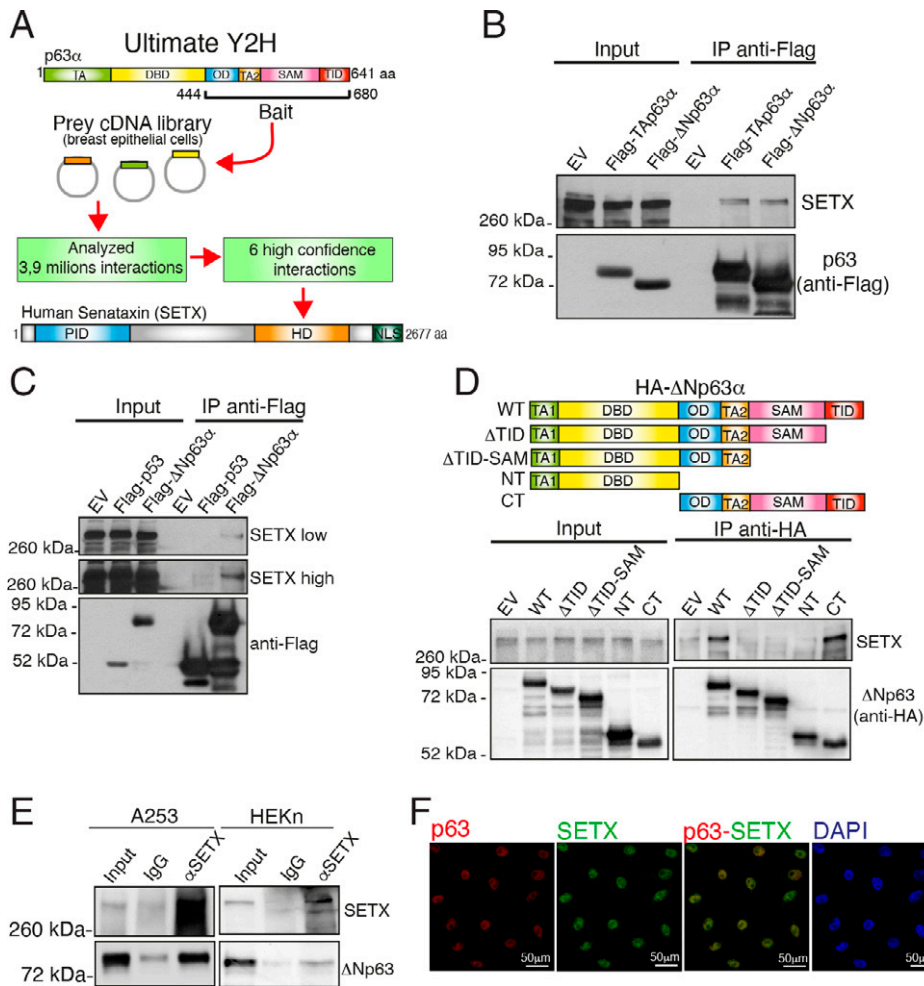 A
Ultimate Y2H
p63α
1 TA DBD OD TA2 SAM TID 641 aa
444 680
Bait
Prey cDNA library
(breast epithelial cells)
Analyzed
3,9 milions interactions
6 high confidence
interactions
Human Senataxin (SETX)
1 PID HD NLS 2677 aa
B
Input IP anti-Flag
EV Flag-TAp63α Flag-ΔNp63α EV Flag-TAp63α Flag-ΔNp63α
SETX
260 kDa
95 kDa
72 kDa
p63
(anti-Flag)
C
Input IP anti-Flag
EV Flag-p53 Flag-ΔNp63α EV Flag-p53 Flag-ΔNp63α
SETX low
260 kDa
SETX high
260 kDa
95 kDa
72 kDa
anti-Flag
52 kDa
D
HA-ΔNp63α
WT TA1 DBD OD TA2 SAM TID
ΔTID TA1 DBD OD TA2 SAM
ΔTID-SAM TA1 DBD OD TA2
NT TA1 DBD
CT OD TA2 SAM TID
Input IP anti-HA
EV WT ΔTID ΔTID-SAM NT CT EV WT ΔTID ΔTID-SAM NT CT
SETX
260 kDa
95 kDa
72 kDa
ΔNp63
(anti-HA)
52 kDa
E
A253 HEKn
Input IgG αSETX Input IgG αSETX
SETX
260 kDa
72 kDa
ΔNp63
F
p63 SETX p63-SETX DAPI
50μm 50μm 50μm 50μm